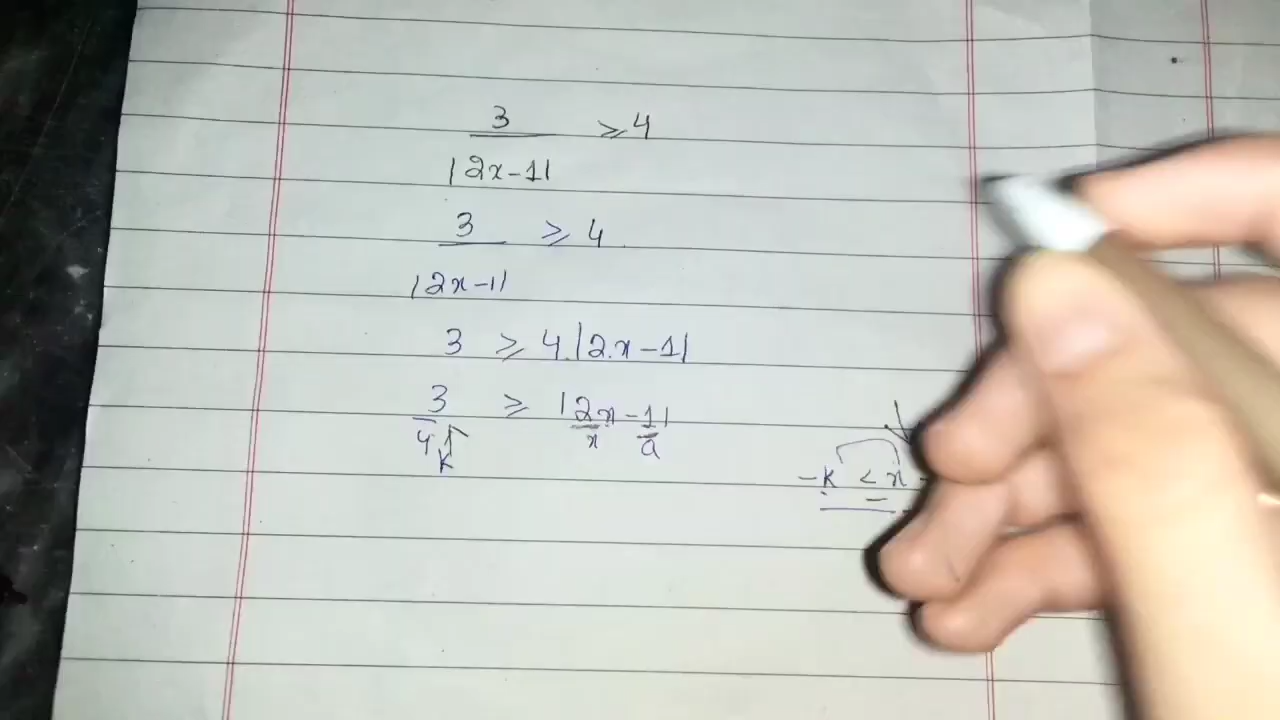 3
——— ⩾ 4
|2x-1|
3
——— ⩾ 4
|2x-1|
3 ⩾ 4.|2x-1|
3/4 ⩾ |2x-1|
k x a
-k < x